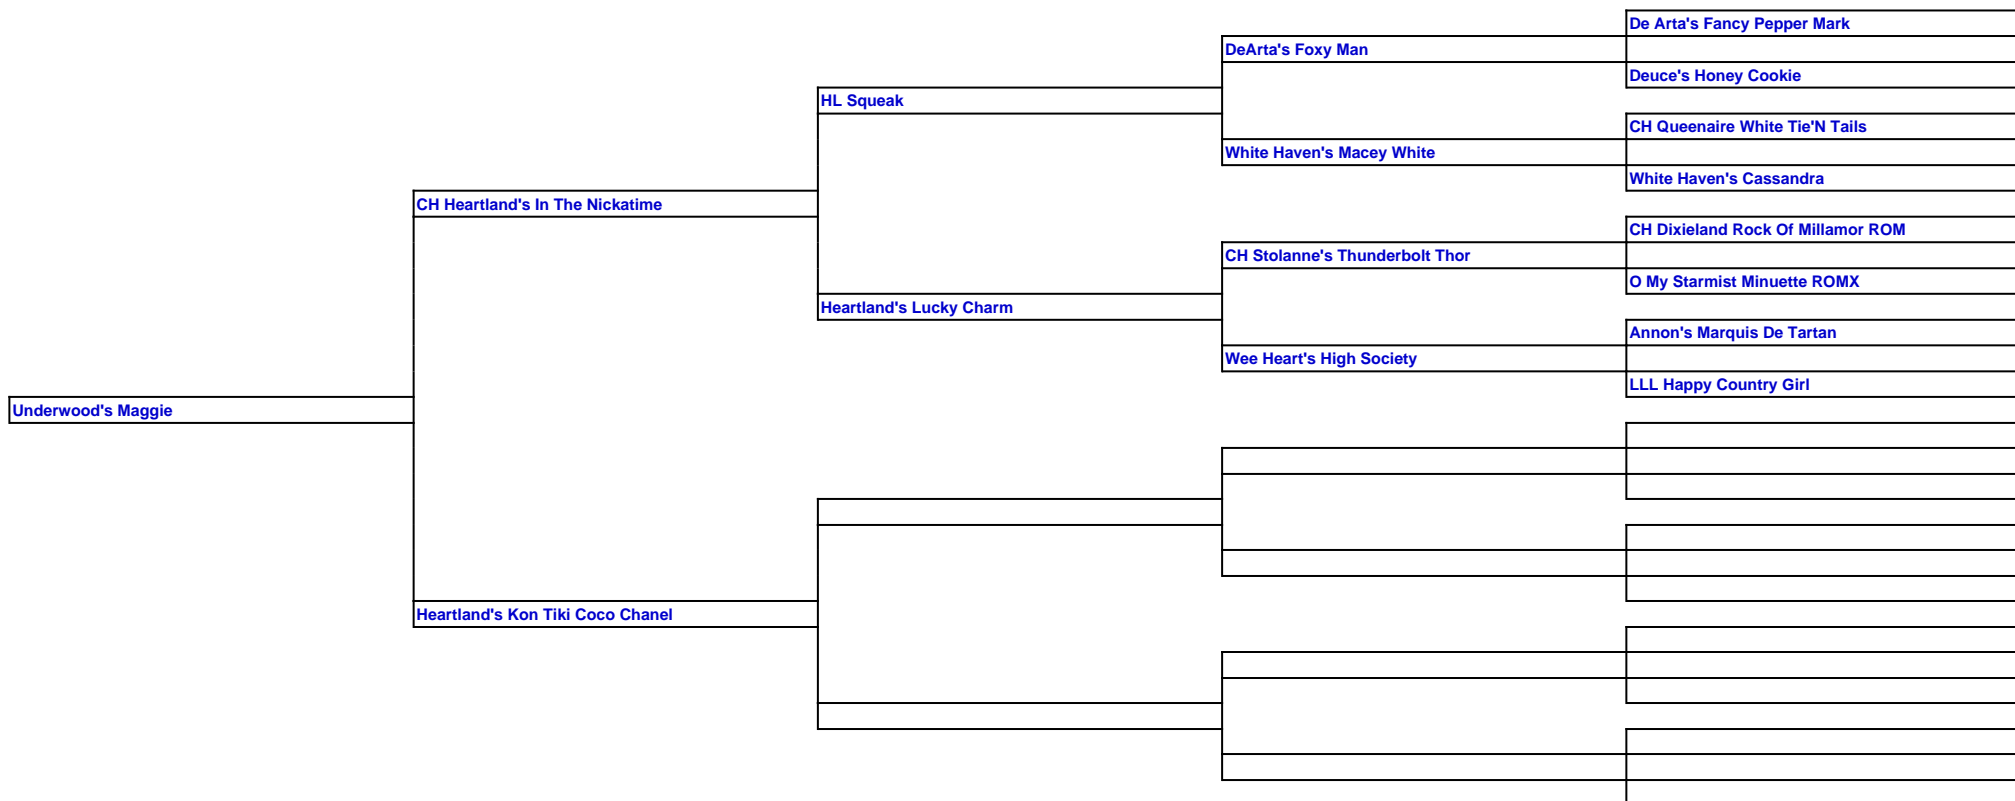 De Arta's Fancy Pepper Mark
DeArta's Foxy Man
Deuce's Honey Cookie
HL Squeak
CH Queenaire White Tie'N Tails
White Haven's Macey White
White Haven's Cassandra
CH Heartland's In The Nickatime
CH Dixieland Rock Of Millamor ROM
CH Stolanne's Thunderbolt Thor
O My Starmist Minuette ROMX
Heartland's Lucky Charm
Annon's Marquis De Tartan
Wee Heart's High Society
LLL Happy Country Girl
Underwood's Maggie
Heartland's Kon Tiki Coco Chanel